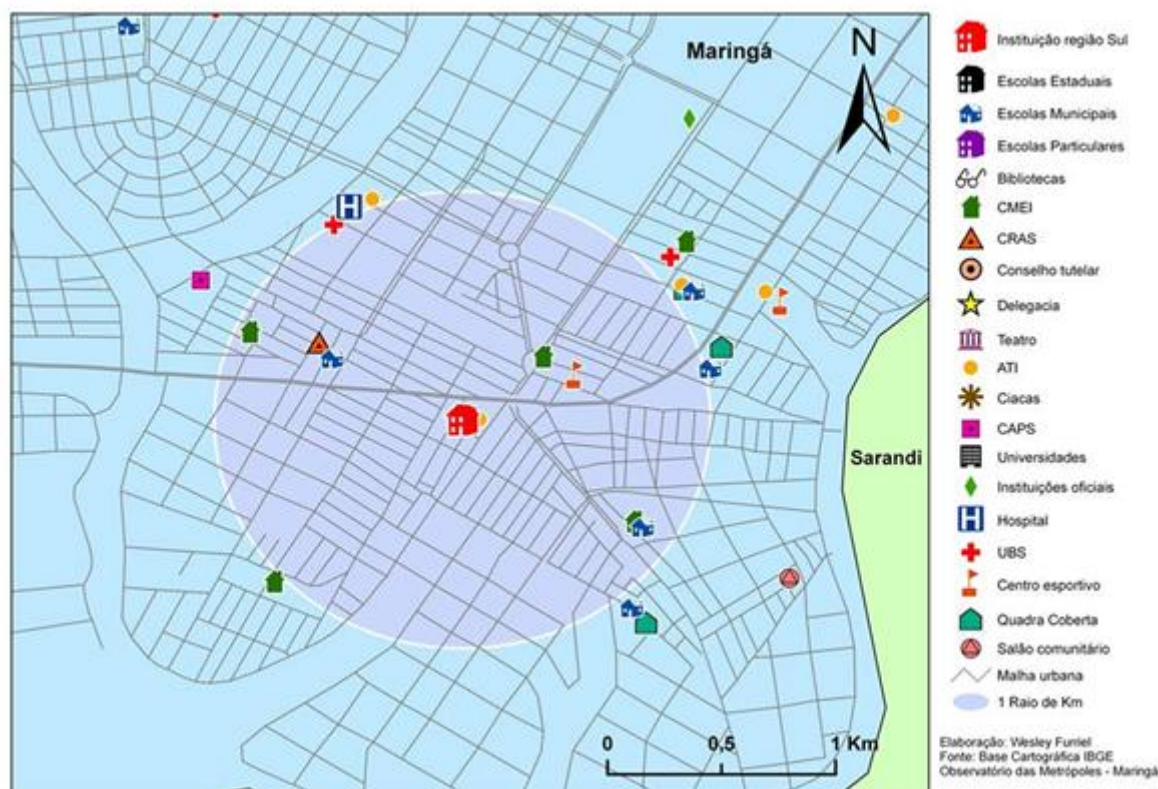 Maringá
N
Sarandi
0 0,5 1 Km
Instituição região Sul
Escolas Estaduais
Escolas Municipais
Escolas Particulares
Bibliotecas
CMEI
CRAS
Conselho tutelar
Delegacia
Teatro
ATI
Ciacas
CAPS
Universidades
Instituições oficiais
H
Hospital
UBS
Centro esportivo
Quadra Coberta
Salão comunitário
Malha urbana
1 Raio de Km
Elaboração: Wesley Furriel
Fonte: Base Cartográfica IBGE
Observatório das Metrópoles - Maringá